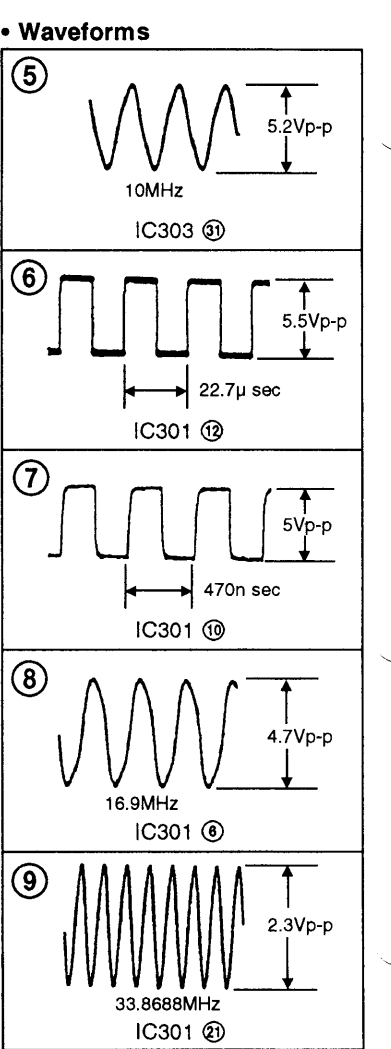 • Waveforms
⑤
5.2Vp-p
10MHz
IC303 ㉛
⑥
5.5Vp-p
22.7µ sec
IC301 ⑫
⑦
5Vp-p
470n sec
IC301 ⑩
⑧
4.7Vp-p
16.9MHz
IC301 ⑥
⑨
2.3Vp-p
33.8688MHz
IC301 ㉑